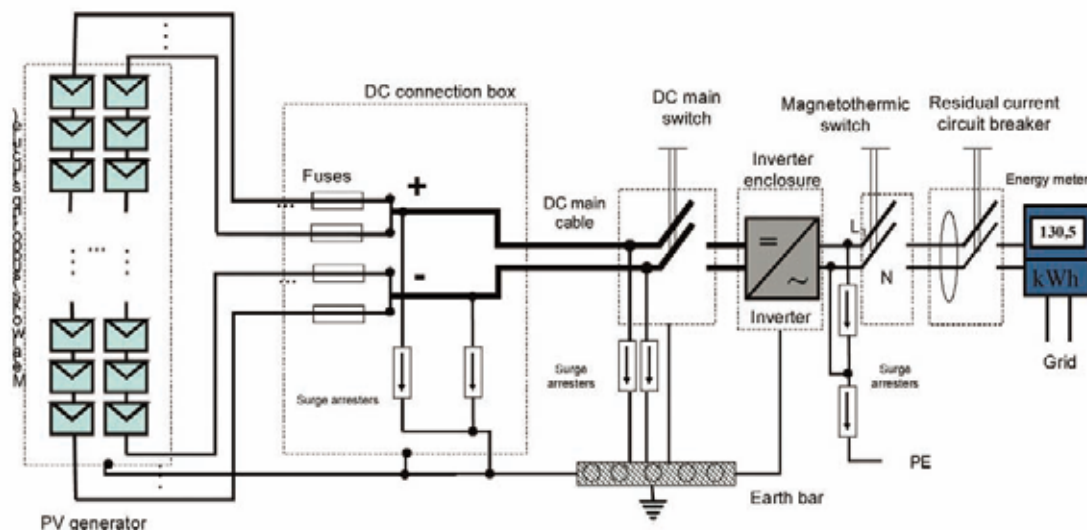 DC connection box
DC main
switch
Magnetothermic
switch
Residual current
circuit breaker
Fuses
+
Inverter
enclosure
Energy meter
DC main
cable
130,5
L
-
N
kWh
Inverter
Grid
Surge arresters
Surge
arresters
Surge
arresters
PE
Earth bar
PV generator